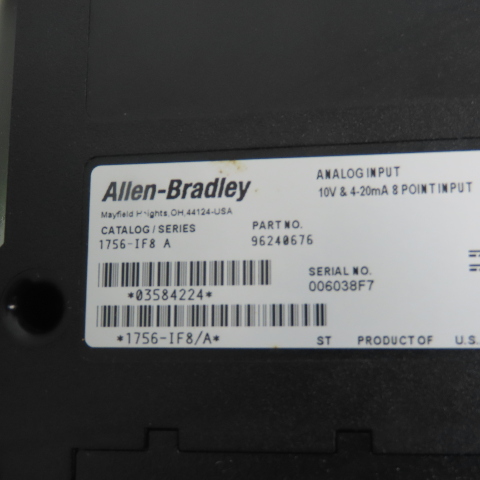 Allen-Bradley
Mayfield Heights, OH, 44124-USA
ANALOG INPUT
10V & 4-20mA 8 POINT INPUT
CATALOG / SERIES
1756-IF8 A
PART NO.
96240676
SERIAL NO.
006038F7
*03584224*
*1756-IF8/A*
ST PRODUCT OF U.S.